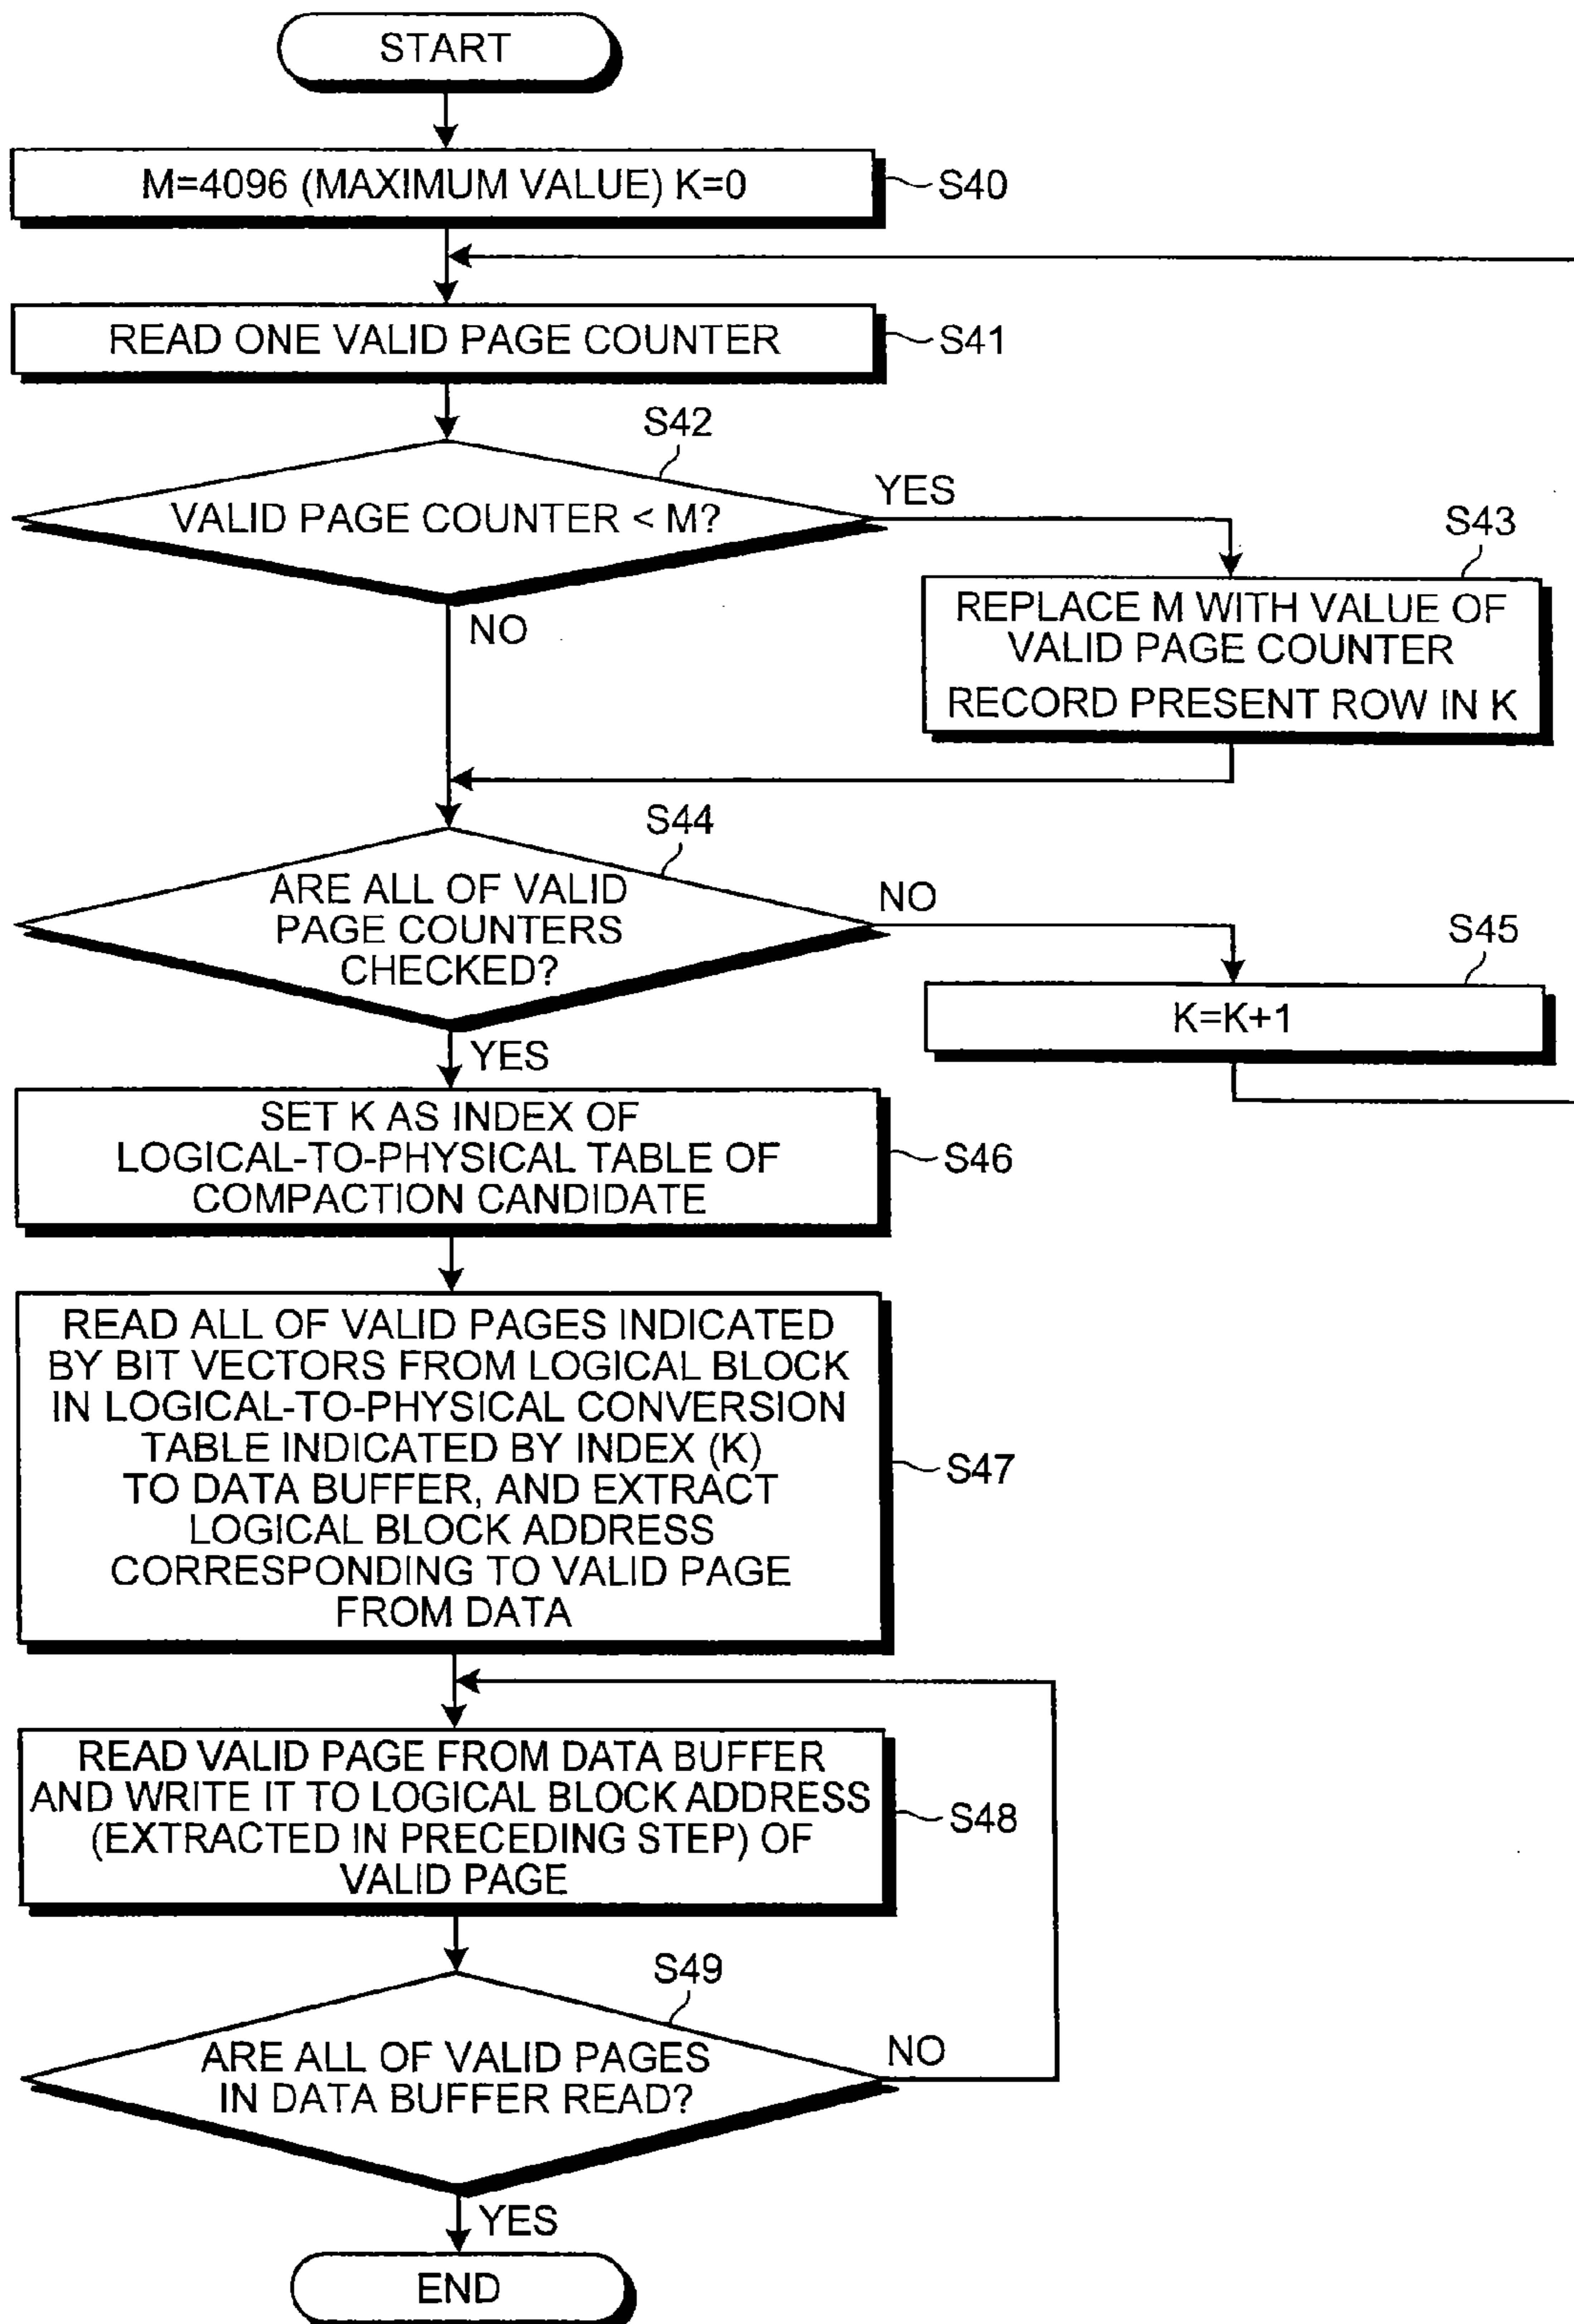 START
M=4096 (MAXIMUM VALUE) K=0
S40
READ ONE VALID PAGE COUNTER
S41
S42
VALID PAGE COUNTER < M?
YES
NO
S43
REPLACE M WITH VALUE OF
VALID PAGE COUNTER
RECORD PRESENT ROW IN K
S44
ARE ALL OF VALID
PAGE COUNTERS
CHECKED?
NO
YES
S45
K=K+1
SET K AS INDEX OF
LOGICAL-TO-PHYSICAL TABLE OF
COMPACTION CANDIDATE
S46
READ ALL OF VALID PAGES INDICATED
BY BIT VECTORS FROM LOGICAL BLOCK
IN LOGICAL-TO-PHYSICAL CONVERSION
TABLE INDICATED BY INDEX (K)
TO DATA BUFFER, AND EXTRACT
LOGICAL BLOCK ADDRESS
CORRESPONDING TO VALID PAGE
FROM DATA
S47
READ VALID PAGE FROM DATA BUFFER
AND WRITE IT TO LOGICAL BLOCK ADDRESS
(EXTRACTED IN PRECEDING STEP) OF
VALID PAGE
S48
S49
ARE ALL OF VALID PAGES
IN DATA BUFFER READ?
NO
YES
END